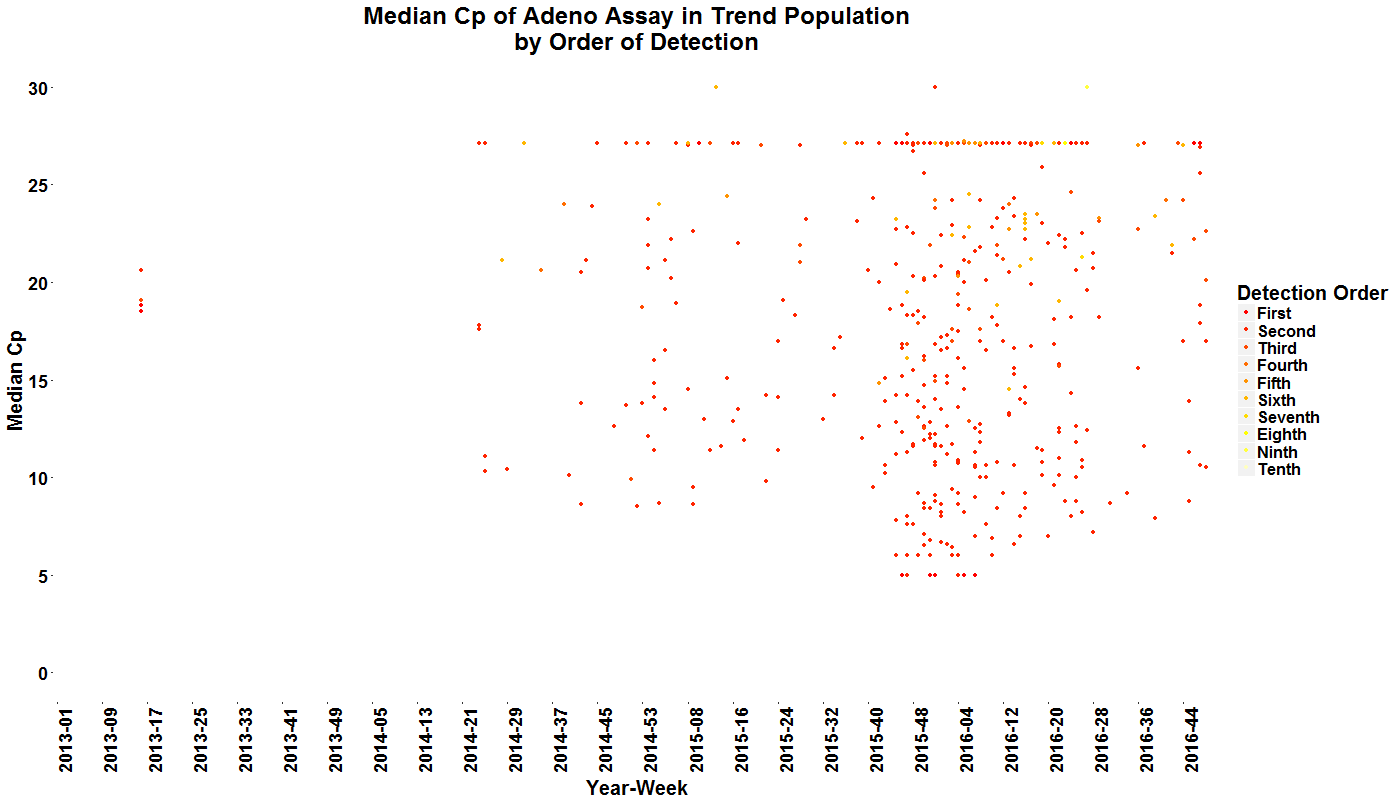 Median Cp of Adeno Assay in Trend Population
by Order of Detection
Median Cp
30
25
20
15
10
5
0
2013-01
2013-09
2013-17
2013-25
2013-33
2013-41
2013-49
2014-05
2014-13
2014-21
2014-29
2014-37
2014-45
2014-53
2015-08
2015-16
2015-24
2015-32
2015-40
2015-48
2016-04
2016-12
2016-20
2016-28
2016-36
2016-44
Year-Week
Detection Order
First
Second
Third
Fourth
Fifth
Sixth
Seventh
Eighth
Ninth
Tenth